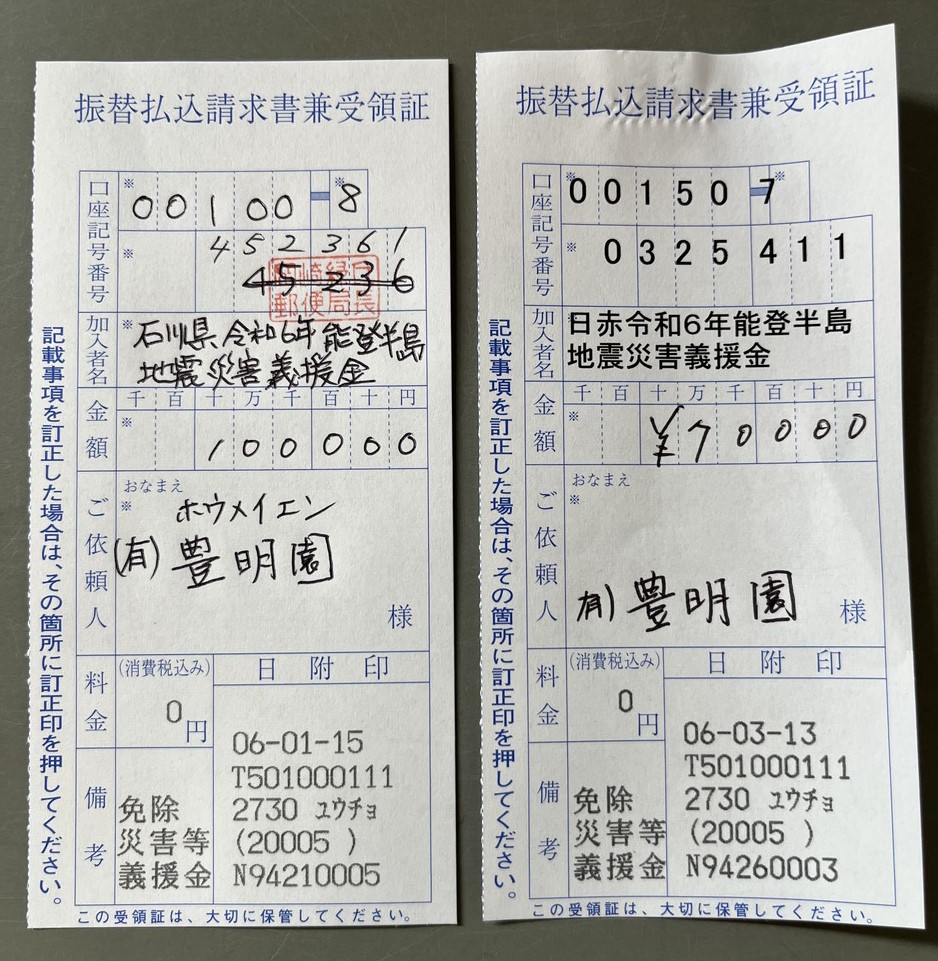 振替払込請求書兼受領証
口座記号番号
※ 00100-8 ※
452361
※ 45236
郵便局長
加入者名
※ 石川県令和6年能登半島
地震災害義援金
金額
千 百 十 万 千 百 十 円
※ 100000
ご依頼人
おなまえ
※ ホウメイエン
(有) 豊明園
様
料金
(消費税込み)
0円
日附印
06-01-15
T501000111
2730 ユウチョ
(20005 )
N94210005
備考
免除
災害等
義援金
この受領証は、大切に保管してください。
記載事項を訂正した場合は、その箇所に訂正印を押してください。
振替払込請求書兼受領証
口座記号番号
※ 00150-7 ※
※ 0325411
加入者名
※ 日赤令和6年能登半島
地震災害義援金
金額
千 百 十 万 千 百 十 円
※ ¥70000
ご依頼人
おなまえ
※
(有) 豊明園
様
料金
(消費税込み)
0円
日附印
06-03-13
T501000111
2730 ユウチョ
(20005 )
N94260003
備考
免除
災害等
義援金
この受領証は、大切に保管してください。
記載事項を訂正した場合は、その箇所に訂正印を押してください。